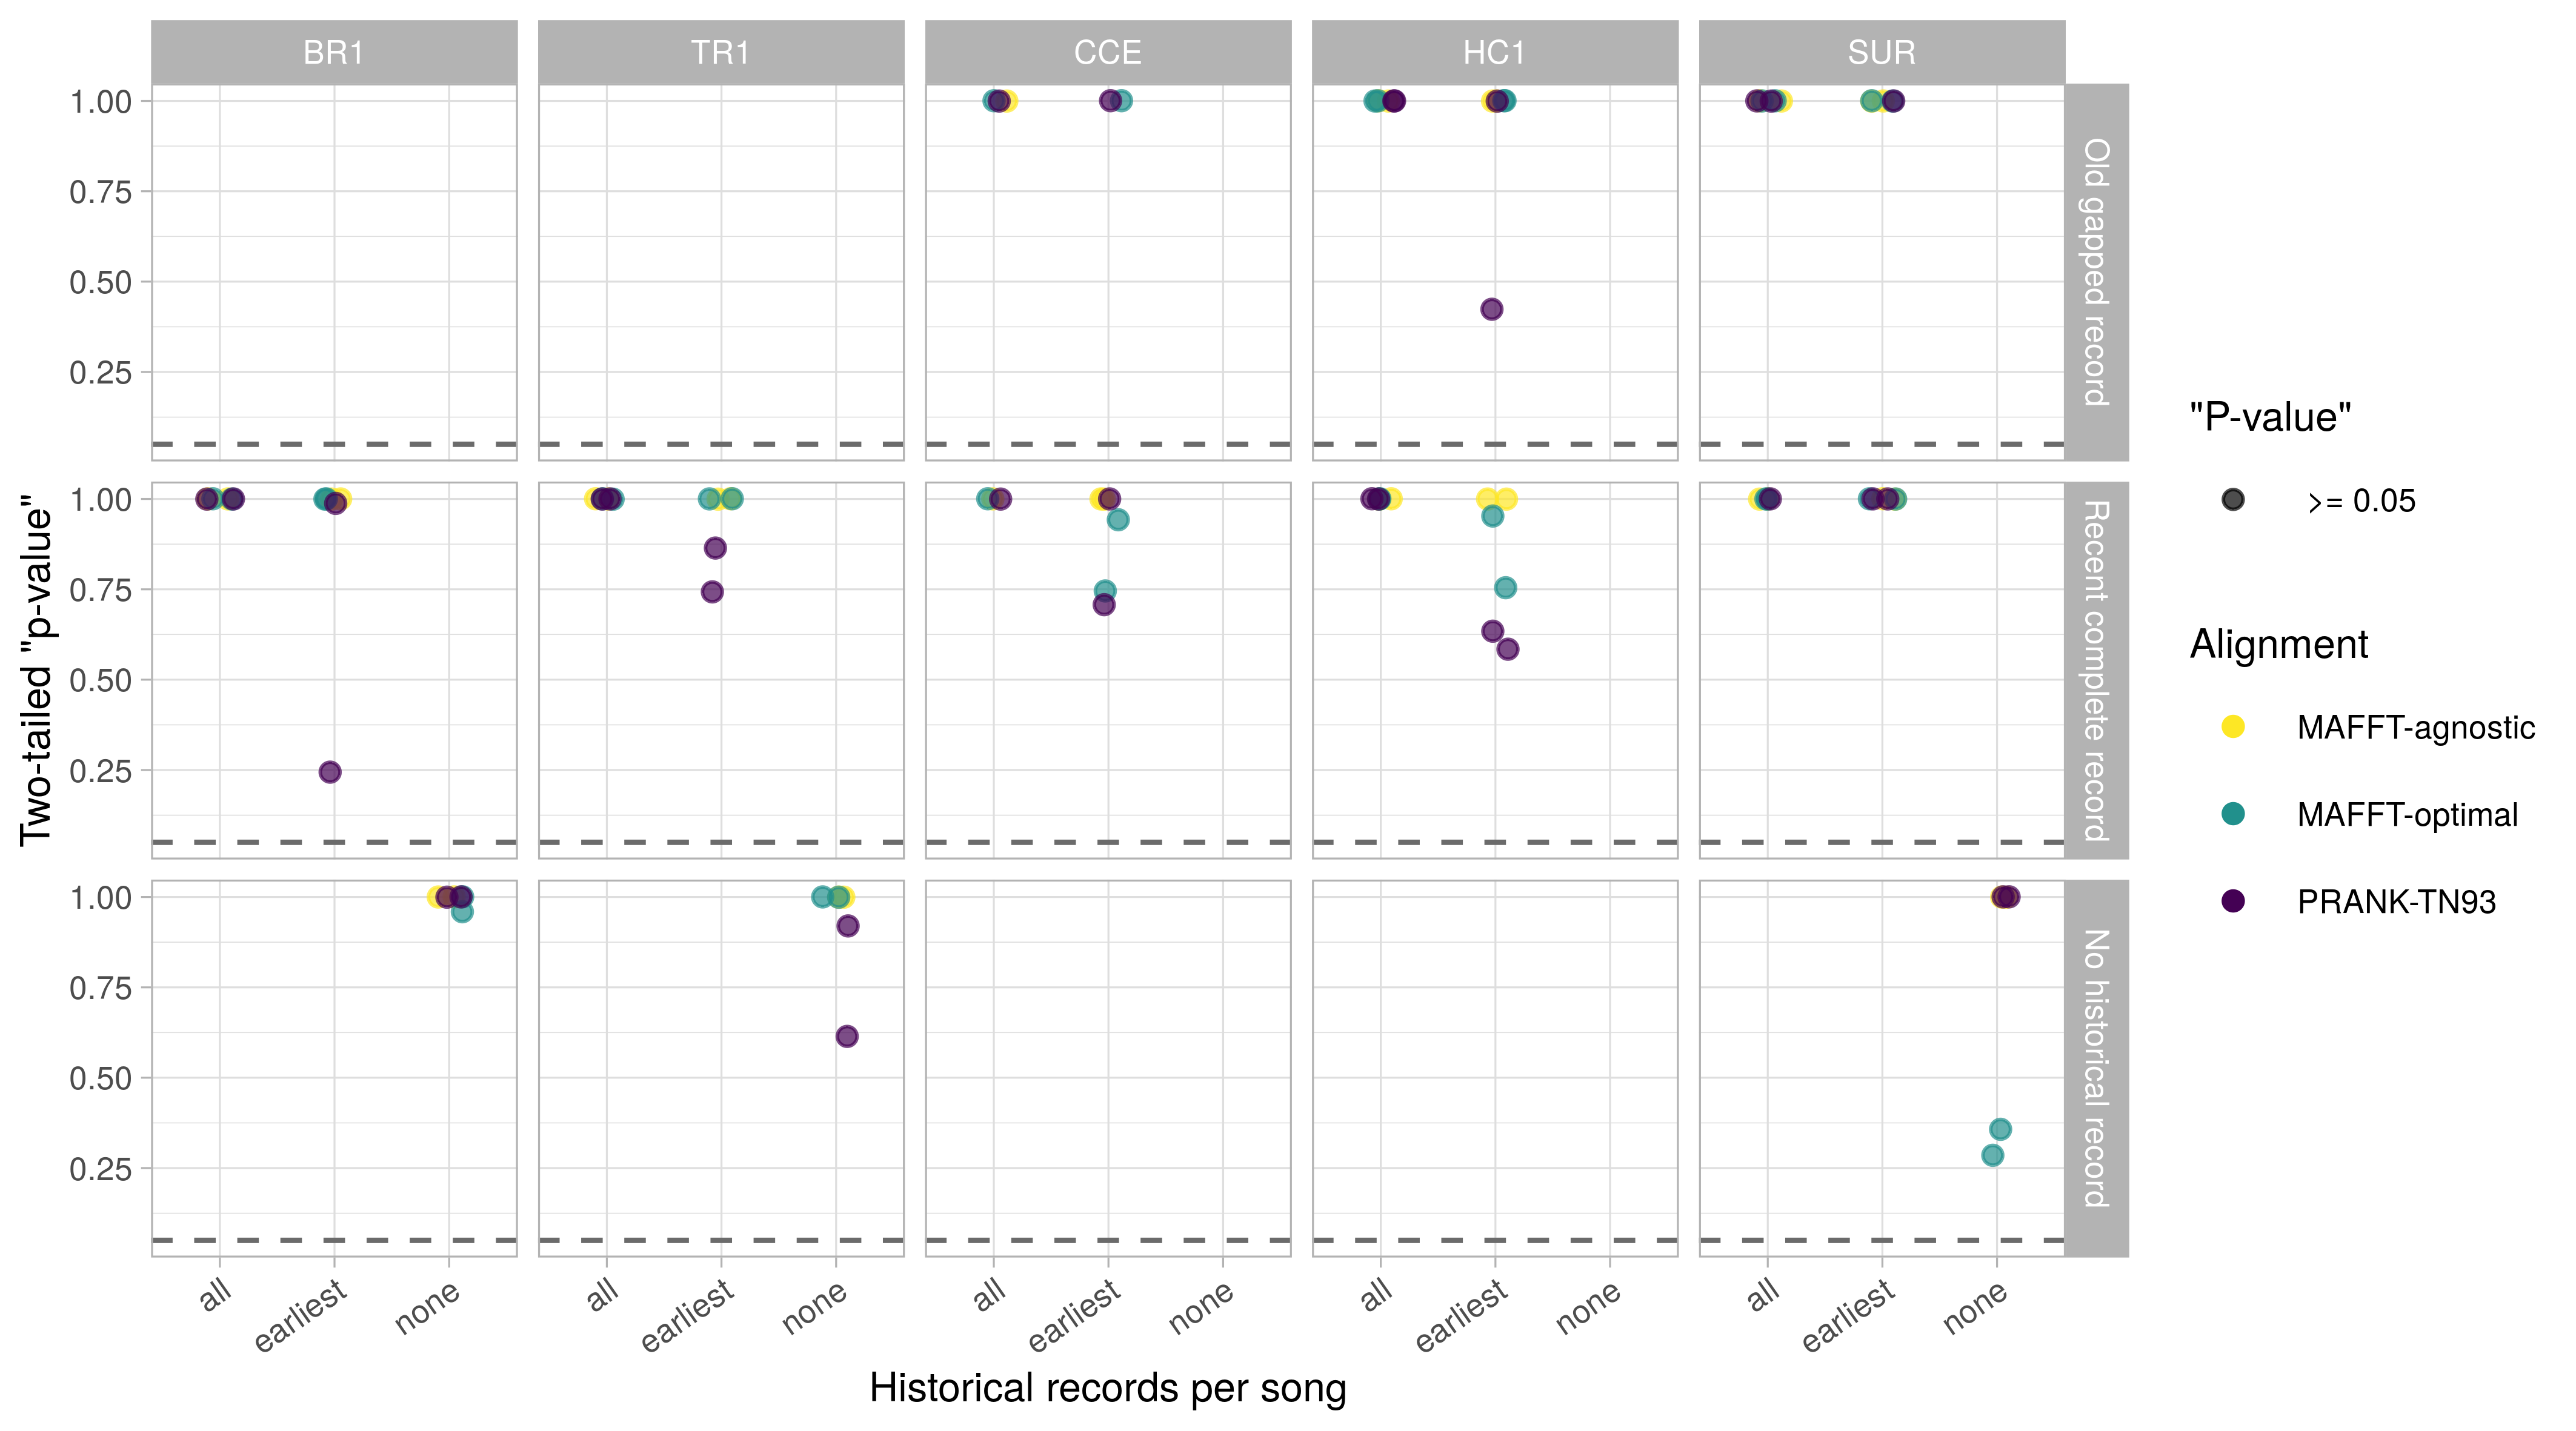 BR1 TR1 CCE HC1 SUR
Two-tailed "p-value"
1.00
0.75
0.50
0.25
Old gapped record
1.00
0.75
0.50
0.25
Recent complete record
1.00
0.75
0.50
0.25
No historical record
all earliest none all earliest none all earliest none all earliest none all earliest none
Historical records per song
"P-value"
>= 0.05
Alignment
MAFFT-agnostic
MAFFT-optimal
PRANK-TN93